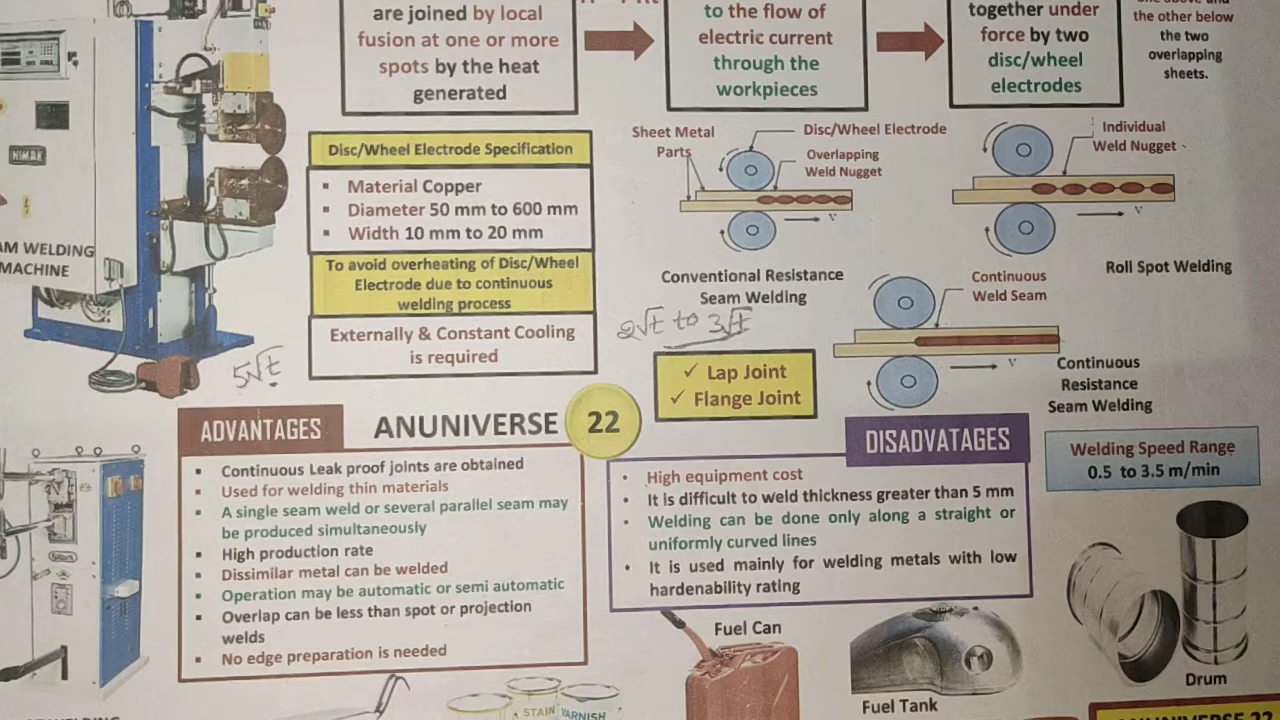 are joined by local
fusion at one or more
spots by the heat
generated
to the flow of
electric current
through the
workpieces
together under
force by two
disc/wheel
electrodes
the other below
the two
overlapping
sheets.
NIMAK
AM WELDING
MACHINE
Disc/Wheel Electrode Specification
▪ Material Copper
▪ Diameter 50 mm to 600 mm
▪ Width 10 mm to 20 mm
To avoid overheating of Disc/Wheel
Electrode due to continuous
welding process
Externally & Constant Cooling
is required
5√t
Sheet Metal
Parts
Disc/Wheel Electrode
Overlapping
Weld Nugget
v
Conventional Resistance
Seam Welding
Individual
Weld Nugget
v
Roll Spot Welding
2√t to 3√t
Continuous
Weld Seam
v
Continuous
Resistance
Seam Welding
✓ Lap Joint
✓ Flange Joint
ADVANTAGES
ANUNIVERSE 22
▪ Continuous Leak proof joints are obtained
▪ Used for welding thin materials
▪ A single seam weld or several parallel seam may
be produced simultaneously
▪ High production rate
▪ Dissimilar metal can be welded
▪ Operation may be automatic or semi automatic
▪ Overlap can be less than spot or projection
welds
▪ No edge preparation is needed
DISADVATAGES
• High equipment cost
• It is difficult to weld thickness greater than 5 mm
• Welding can be done only along a straight or
uniformly curved lines
• It is used mainly for welding metals with low
hardenability rating
Welding Speed Range
0.5 to 3.5 m/min
Fuel Can
Fuel Tank
Drum
STAIN
VARNISH
ANUNIVERSE 22